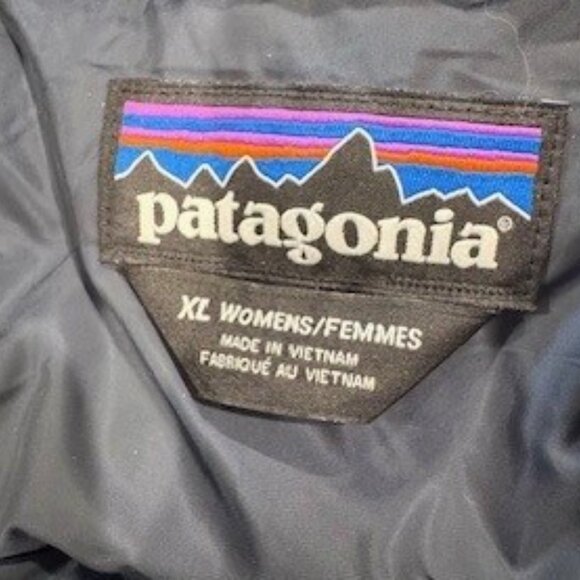 patagonia®
XL WOMENS/FEMMES
MADE IN VIETNAM
FABRIQUÉ AU VIETNAM